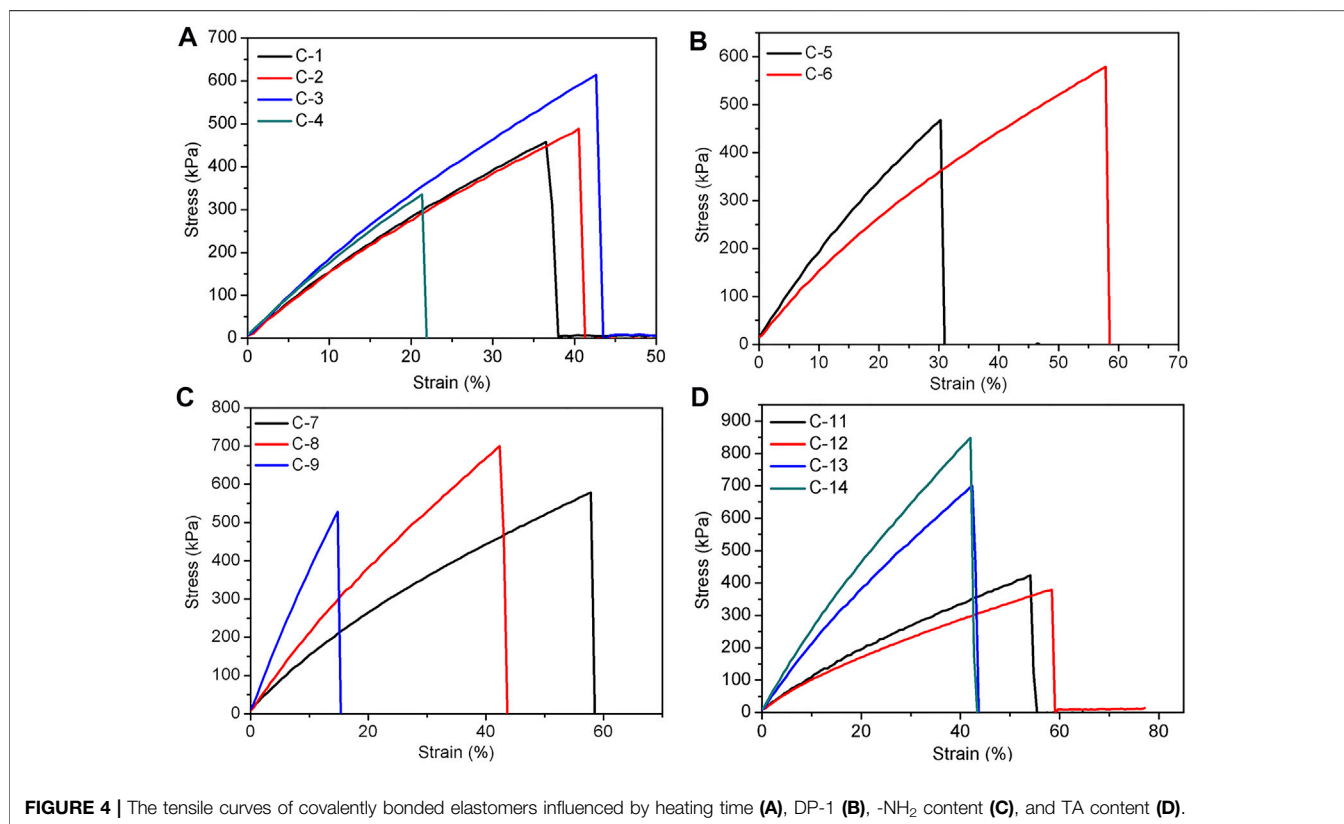 A
C-1
C-2
C-3
C-4
700
600
500
400
300
200
100
0
Stress (kPa)
0 10 20 30 40 50
Strain (%)
B
C-5
C-6
600
500
400
300
200
100
0
Stress (kPa)
0 10 20 30 40 50 60 70
Strain (%)
C
C-7
C-8
C-9
800
700
600
500
400
300
200
100
0
Stress (kPa)
0 20 40 60
Strain (%)
D
C-11
C-12
C-13
C-14
900
800
700
600
500
400
300
200
100
0
Stress (kPa)
0 20 40 60 80
Strain (%)
FIGURE 4 | The tensile curves of covalently bonded elastomers influenced by heating time (A), DP-1 (B), -NH₂ content (C), and TA content (D).